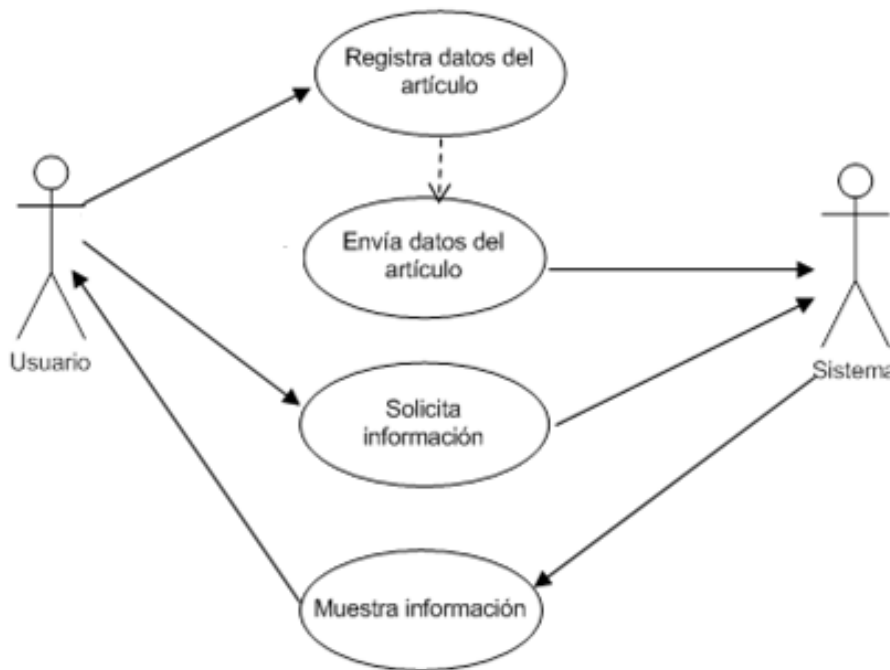 Registra datos del
artículo
Envía datos del
artículo
Usuario
Sistema
Solicita
información
Muestra información